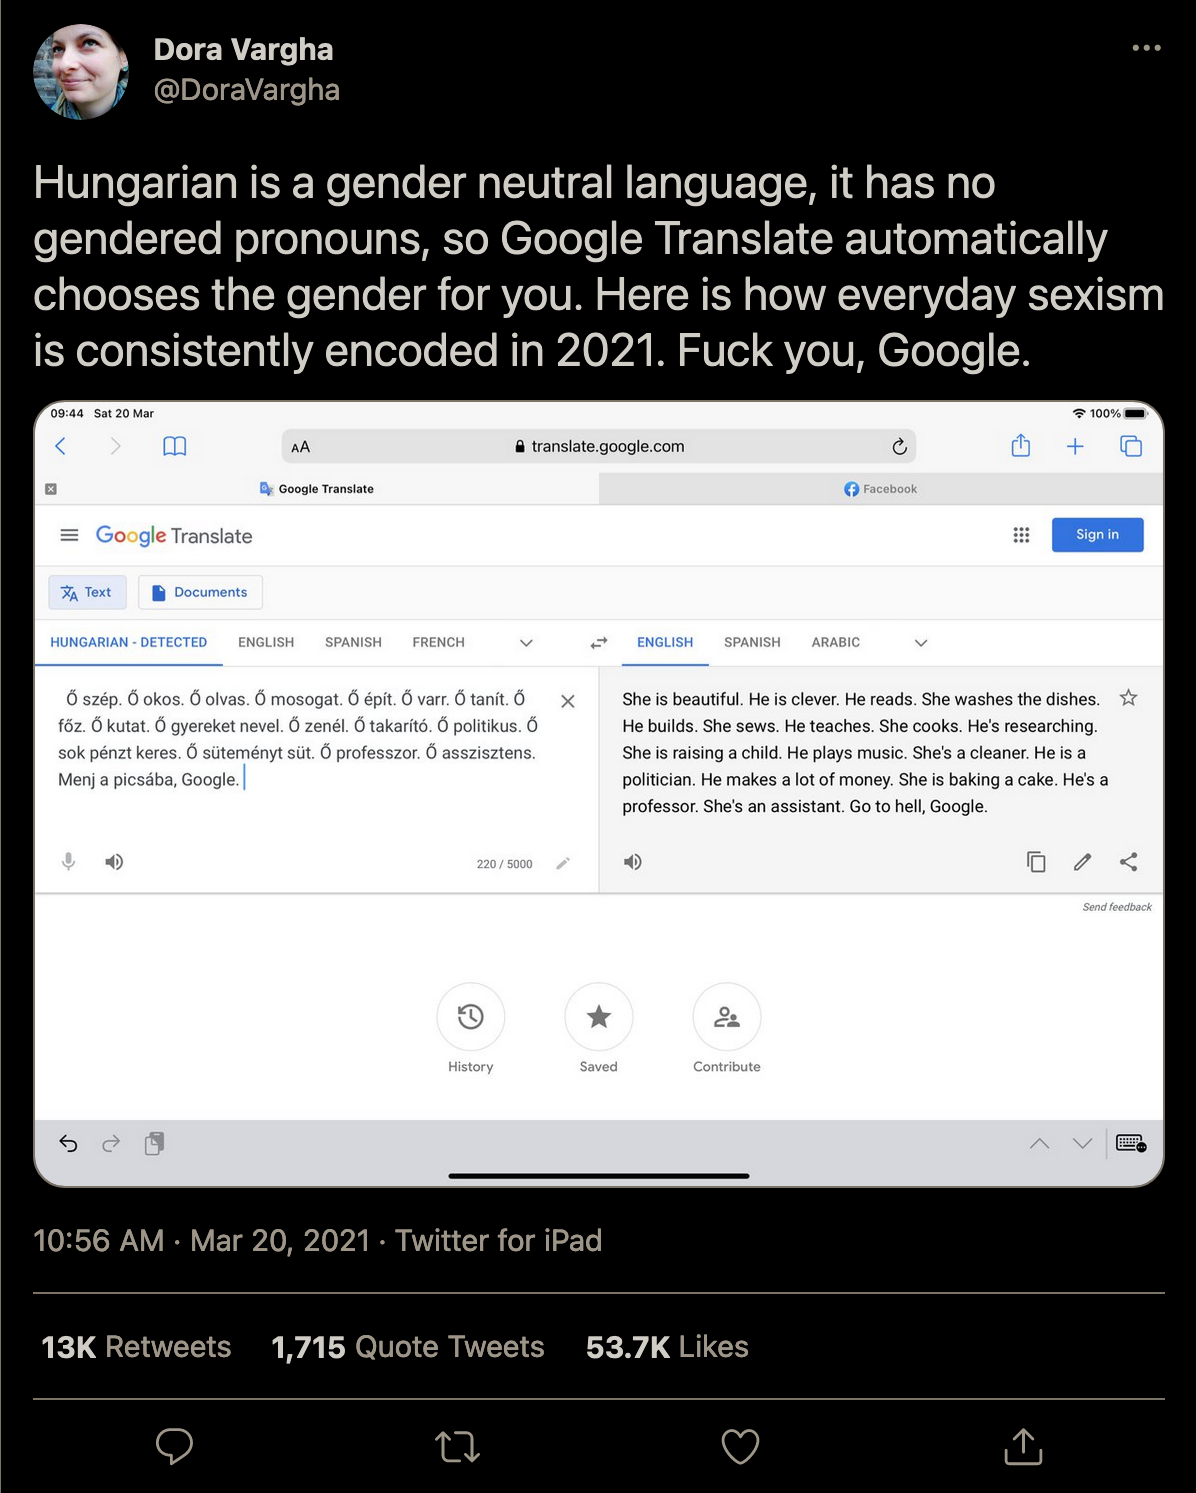 Dora Vargha
@DoraVargha
Hungarian is a gender neutral language, it has no
gendered pronouns, so Google Translate automatically
chooses the gender for you. Here is how everyday sexism
is consistently encoded in 2021. Fuck you, Google.
09:44 Sat 20 Mar
100%
AA
translate.google.com
Google Translate
Facebook
Google Translate
Sign in
Text
Documents
HUNGARIAN - DETECTED ENGLISH SPANISH FRENCH
ENGLISH SPANISH ARABIC
Ő szép. Ő okos. Ő olvas. Ő mosogat. Ő épít. Ő varr. Ő tanít. Ő
főz. Ő kutat. Ő gyereket nevel. Ő zenél. Ő takarító. Ő politikus. Ő
sok pénzt keres. Ő süteményt süt. Ő professzor. Ő asszisztens.
Menj a picsába, Google.
220 / 5000
She is beautiful. He is clever. He reads. She washes the dishes.
He builds. She sews. He teaches. She cooks. He's researching.
She is raising a child. He plays music. She's a cleaner. He is a
politician. He makes a lot of money. She is baking a cake. He's a
professor. She's an assistant. Go to hell, Google.
Send feedback
History
Saved
Contribute
10:56 AM · Mar 20, 2021 · Twitter for iPad
13K Retweets 1,715 Quote Tweets 53.7K Likes